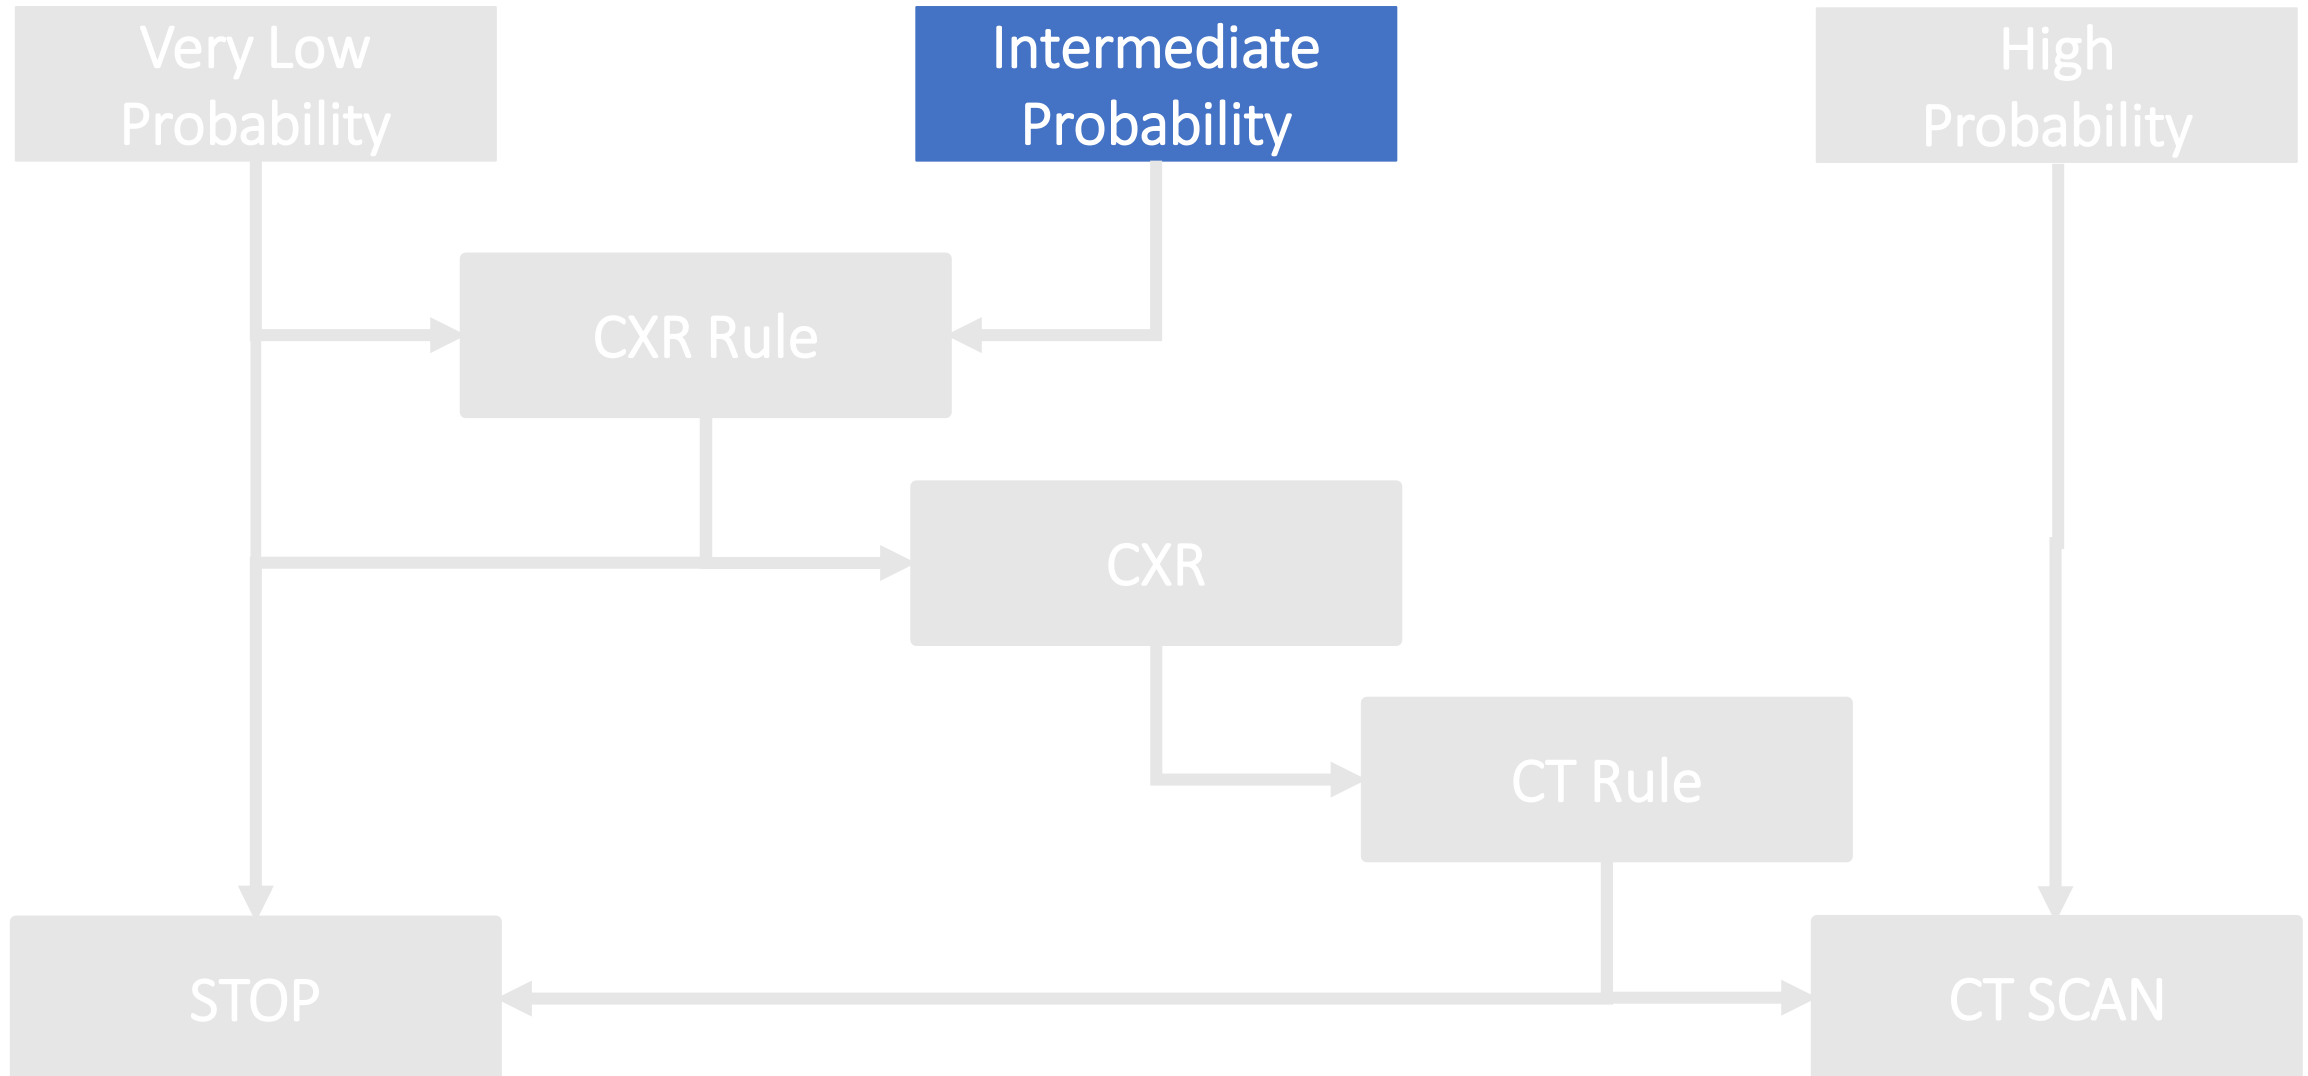 Very Low
Probability
Intermediate
Probability
High
Probability
CXR Rule
CXR
CT Rule
STOP
CT SCAN